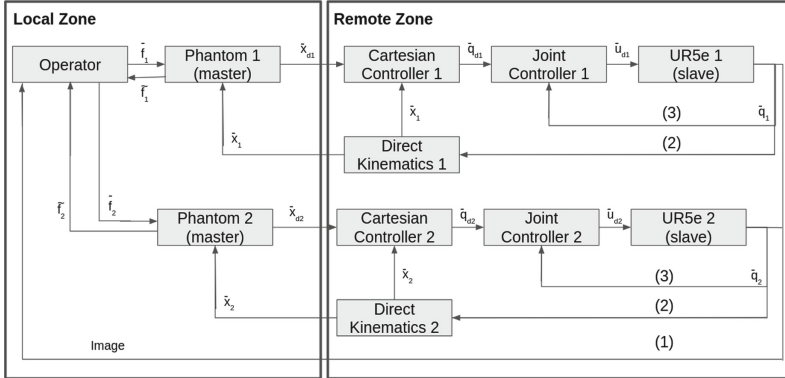 Local Zone
Remote Zone
Operator
f̄₁
f̃₁
Phantom 1
(master)
x̄d1
Cartesian
Controller 1
q̄d1
Joint
Controller 1
ūd1
UR5e 1
(slave)
x̄₁
x̄₁
(3)
q̄₁
(2)
Direct
Kinematics 1
f̃₂
f̄₂
Phantom 2
(master)
x̄d2
Cartesian
Controller 2
q̄d2
Joint
Controller 2
ūd2
UR5e 2
(slave)
x̄₂
x̄₂
(3)
q̄₂
(2)
Direct
Kinematics 2
Image
(1)